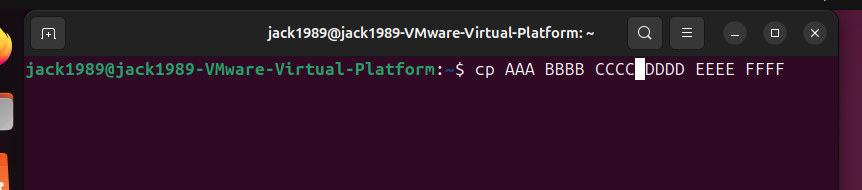 jack1989@jack1989-VMware-Virtual-Platform: ~
jack1989@jack1989-VMware-Virtual-Platform:~$ cp AAA BBBB CCCC DDDD EEEE FFFF